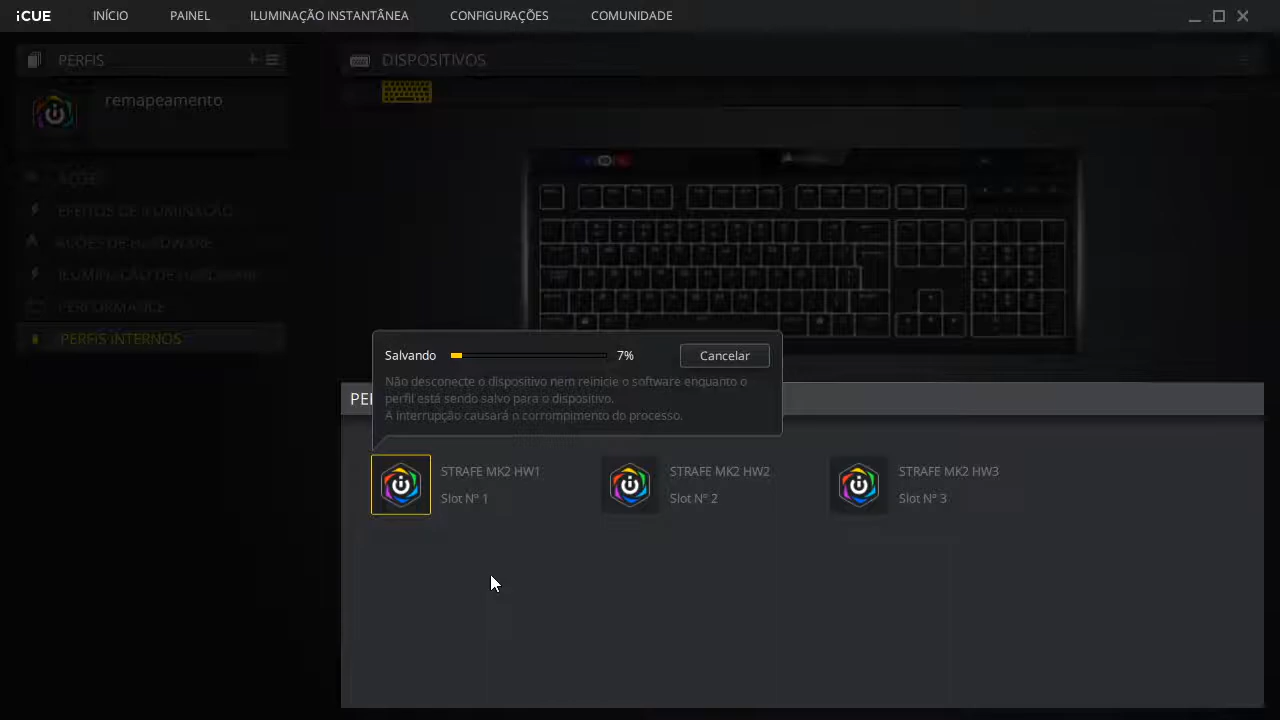 iCUE INÍCIO PAINEL ILUMINAÇÃO INSTANTÂNEA CONFIGURAÇÕES COMUNIDADE
PERFIS
DISPOSITIVOS
remapeamento
AÇÕES
EFEITOS DE ILUMINAÇÃO
AÇÕES DE HARDWARE
ILUMINAÇÃO DE HARDWARE
PERFORMANCE
PERFIS INTERNOS
Salvando 7% Cancelar
Não desconecte o dispositivo nem reinicie o software enquanto o
perfil está sendo salvo para o dispositivo.
A interrupção causará o corrompimento do processo.
STRAFE MK2 HW1
Slot Nº 1
STRAFE MK2 HW2
Slot Nº 2
STRAFE MK2 HW3
Slot Nº 3